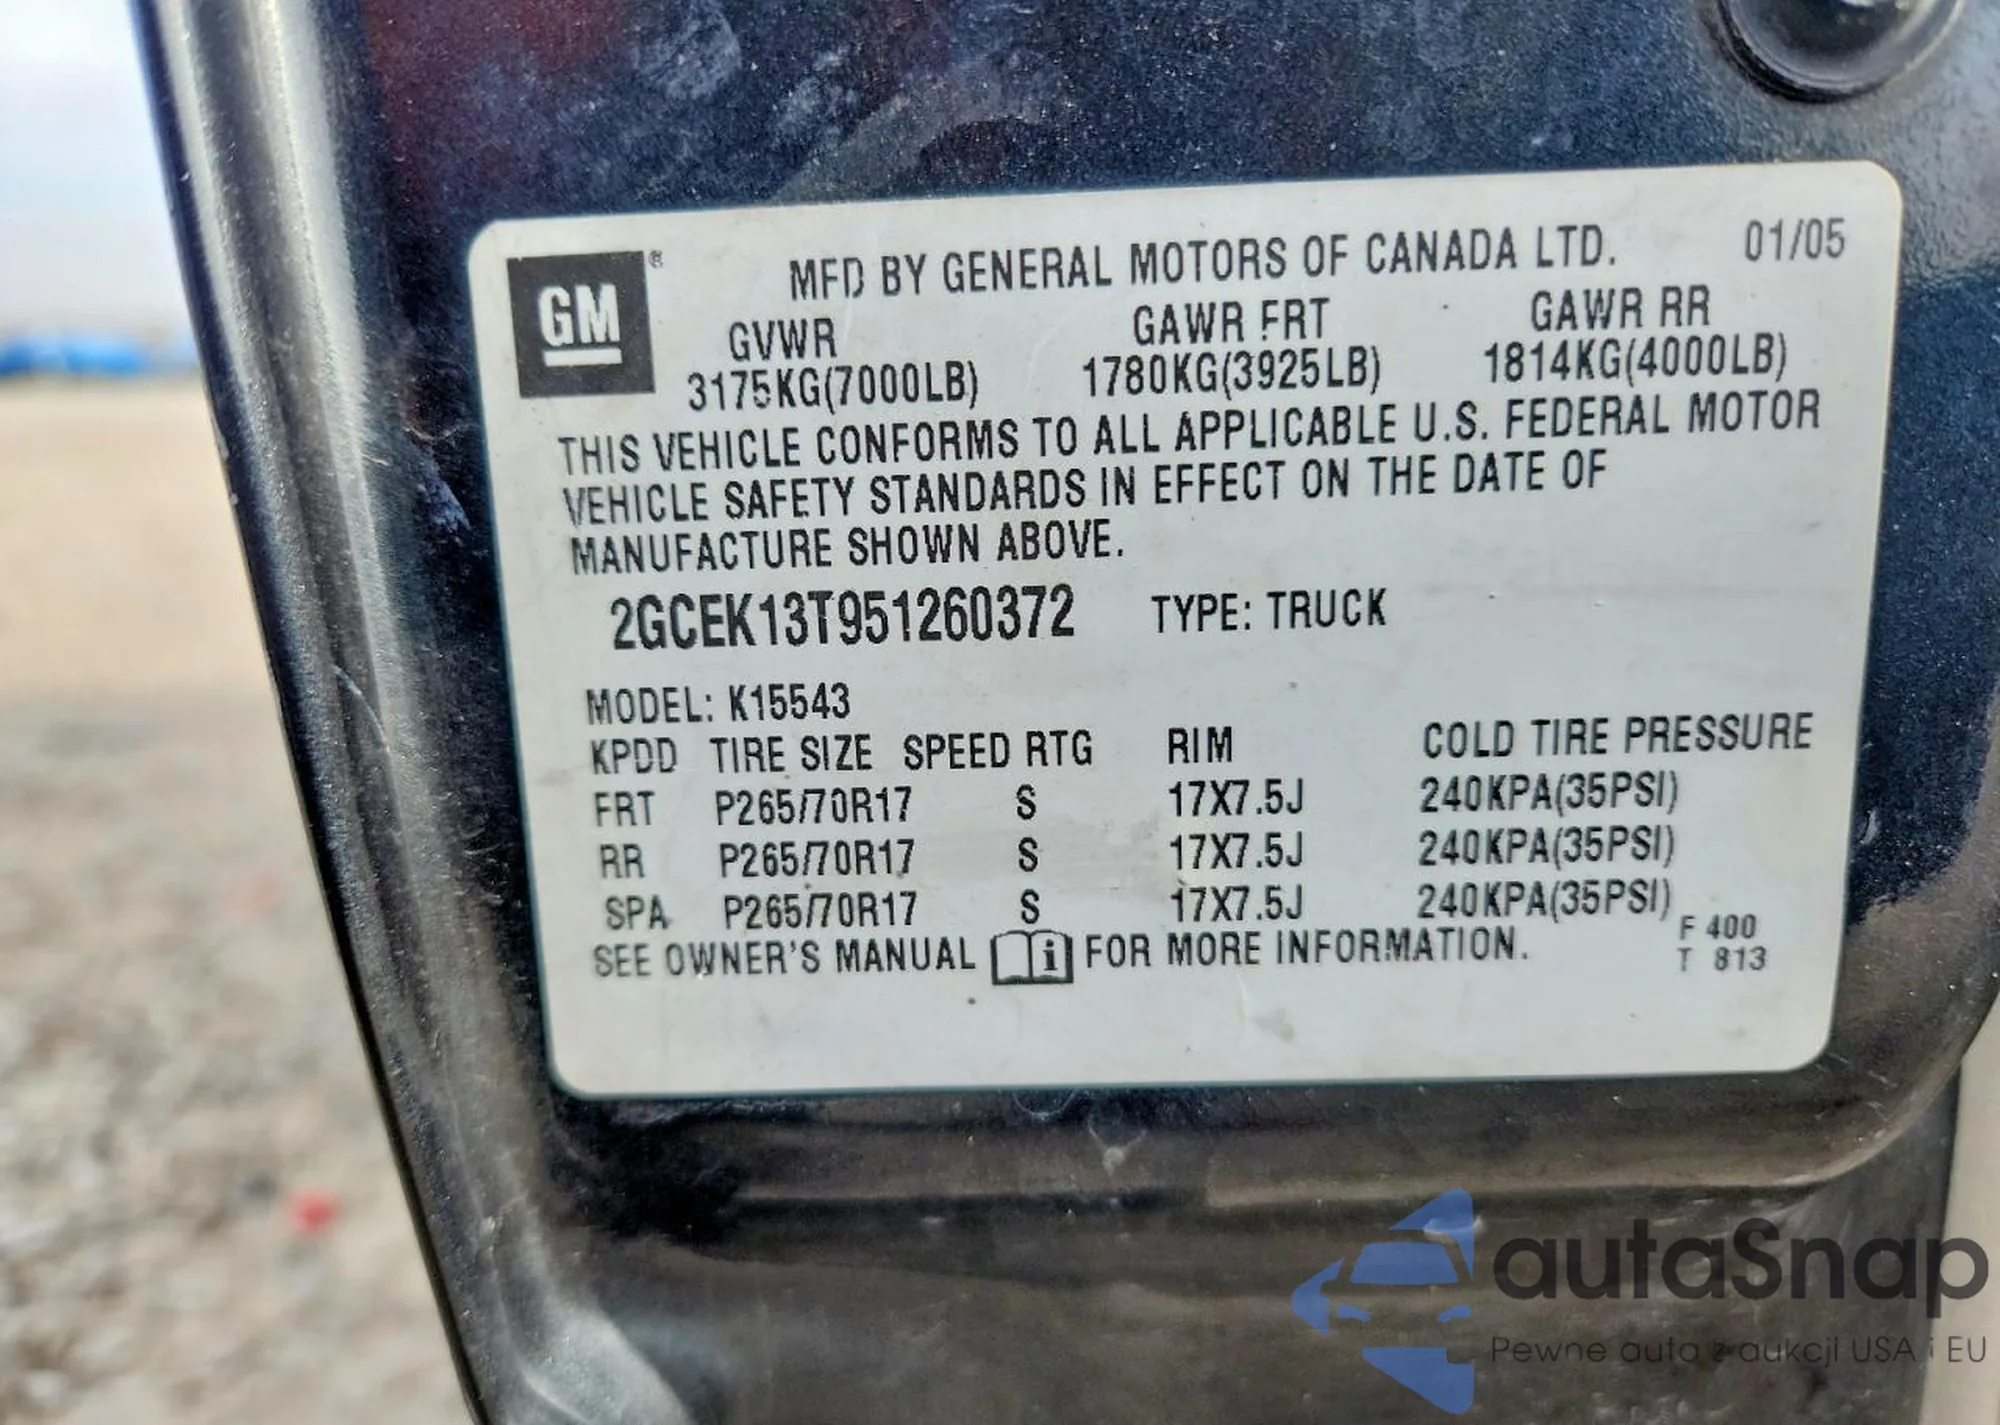 GM®
MFD BY GENERAL MOTORS OF CANADA LTD. 01/05
GVWR GAWR FRT GAWR RR
3175KG(7000LB) 1780KG(3925LB) 1814KG(4000LB)
THIS VEHICLE CONFORMS TO ALL APPLICABLE U.S. FEDERAL MOTOR
VEHICLE SAFETY STANDARDS IN EFFECT ON THE DATE OF
MANUFACTURE SHOWN ABOVE.
2GCEK13T951260372 TYPE: TRUCK
MODEL: K15543
KPDD TIRE SIZE SPEED RTG RIM COLD TIRE PRESSURE
FRT P265/70R17 S 17X7.5J 240KPA(35PSI)
RR P265/70R17 S 17X7.5J 240KPA(35PSI)
SPA P265/70R17 S 17X7.5J 240KPA(35PSI)
SEE OWNER'S MANUAL i FOR MORE INFORMATION.
F 400
T 813
autaSnap
Pewne auta z aukcji USA i EU